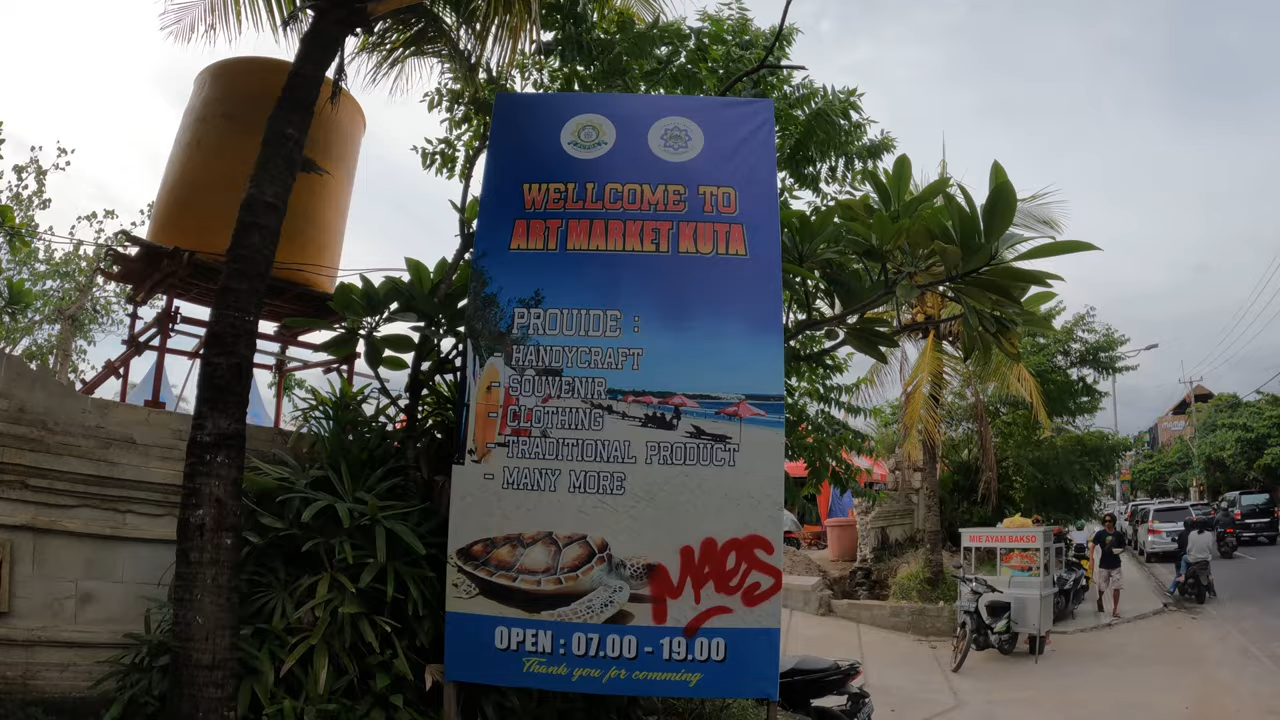 WELLCOME TO
ART MARKET KUTA
PROUIDE :
- HANDYCRAFT
- SOUVENIR
- CLOTHING
- TRADITIONAL PRODUCT
- MANY MORE
MAES
OPEN : 07.00 - 19.00
Thank you for comming
MIE AYAM BAKSO